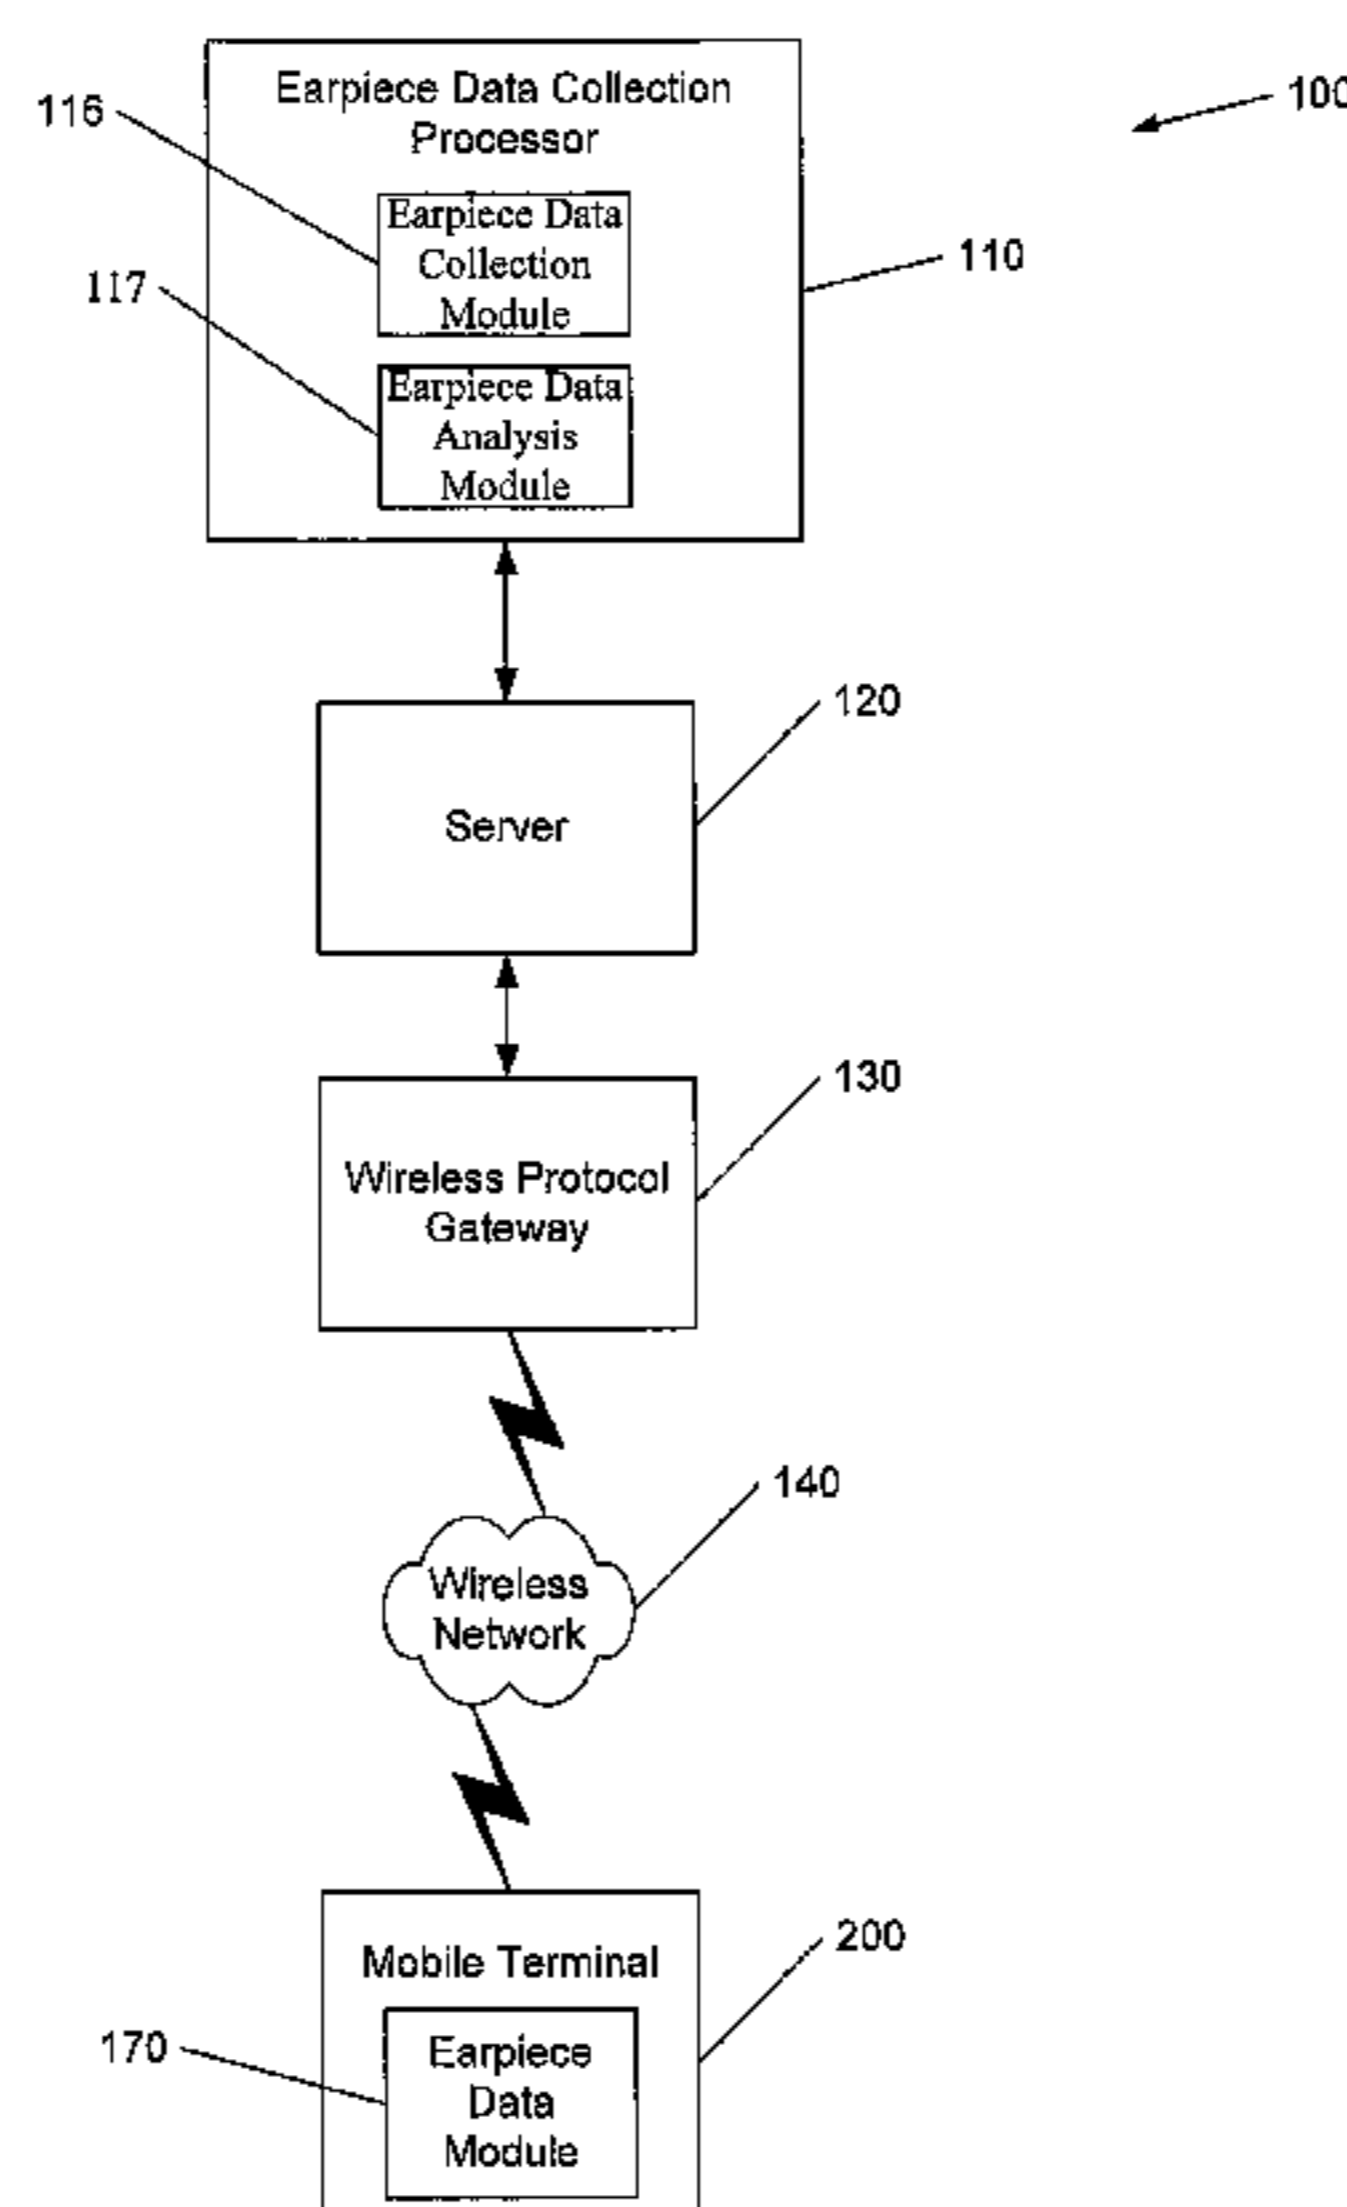 Earpiece Data Collection
Processor
100
116
Earpiece Data
Collection
Module
110
117
Earpiece Data
Analysis
Module
120
Server
130
Wireless Protocol
Gateway
140
Wireless
Network
200
Mobile Terminal
170
Earpiece
Data
Module